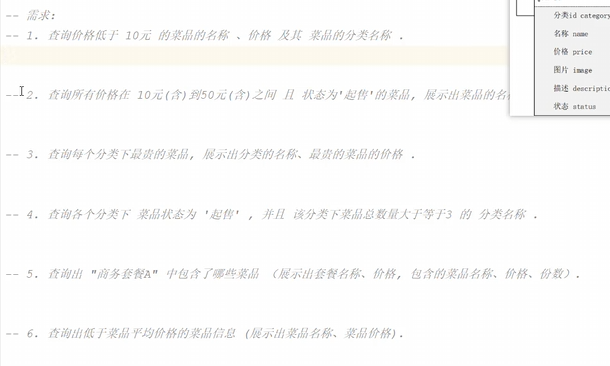 -- 需求:
-- 1. 查询价格低于 10元 的菜品的名称 、价格 及其 菜品的分类名称 .
-- 2. 查询所有价格在 10元(含)到50元(含)之间 且 状态为'起售'的菜品, 展示出菜品的名
-- 3. 查询每个分类下最贵的菜品, 展示出分类的名称、最贵的菜品的价格 .
-- 4. 查询各个分类下 菜品状态为 '起售' , 并且 该分类下菜品总数量大于等于3 的 分类名称 .
-- 5. 查询出 "商务套餐A" 中包含了哪些菜品 （展示出套餐名称、价格, 包含的菜品名称、价格、份数）.
-- 6. 查询出低于菜品平均价格的菜品信息 (展示出菜品名称、菜品价格).
分类id category
名称 name
价格 price
图片 image
描述 descriptio
状态 status